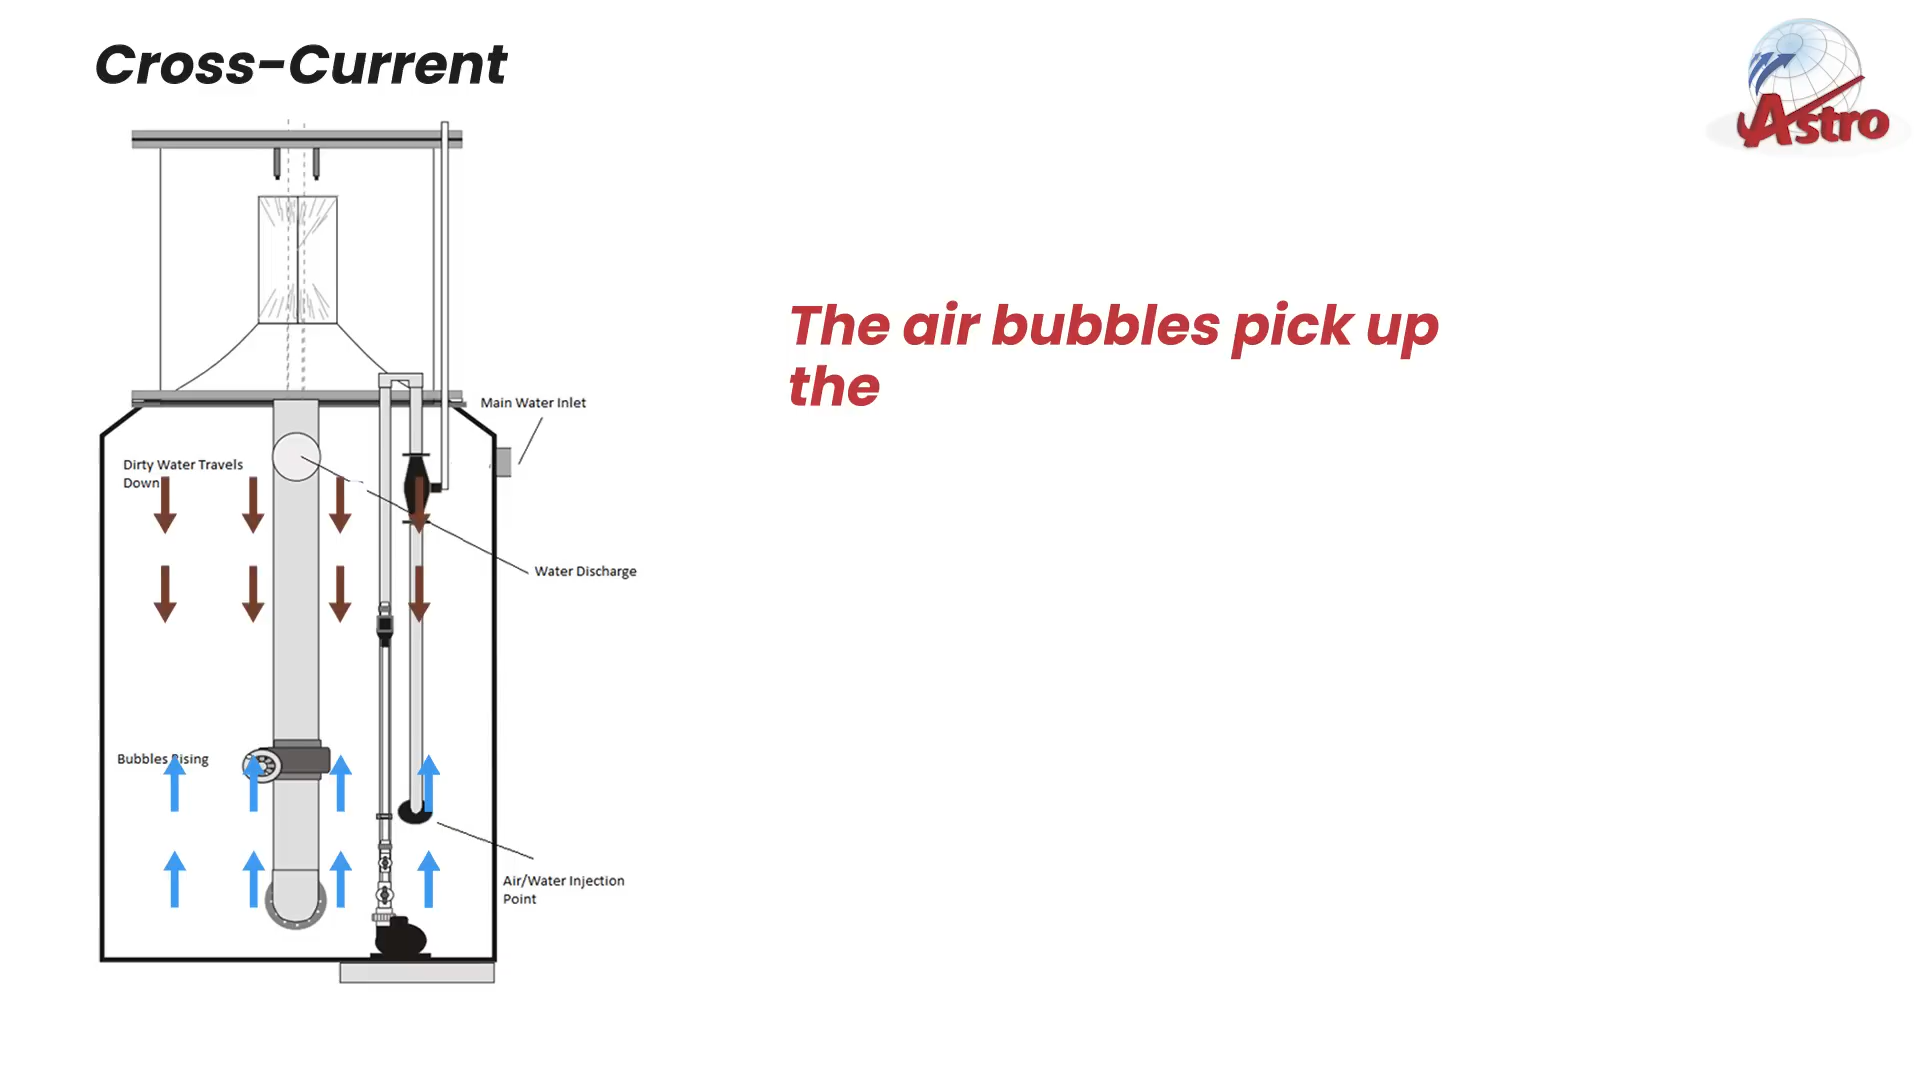 Cross-Current
Astro
The air bubbles pick up
the
Main Water Inlet
Dirty Water Travels
Down
Water Discharge
Bubbles Rising
Air/Water Injection
Point